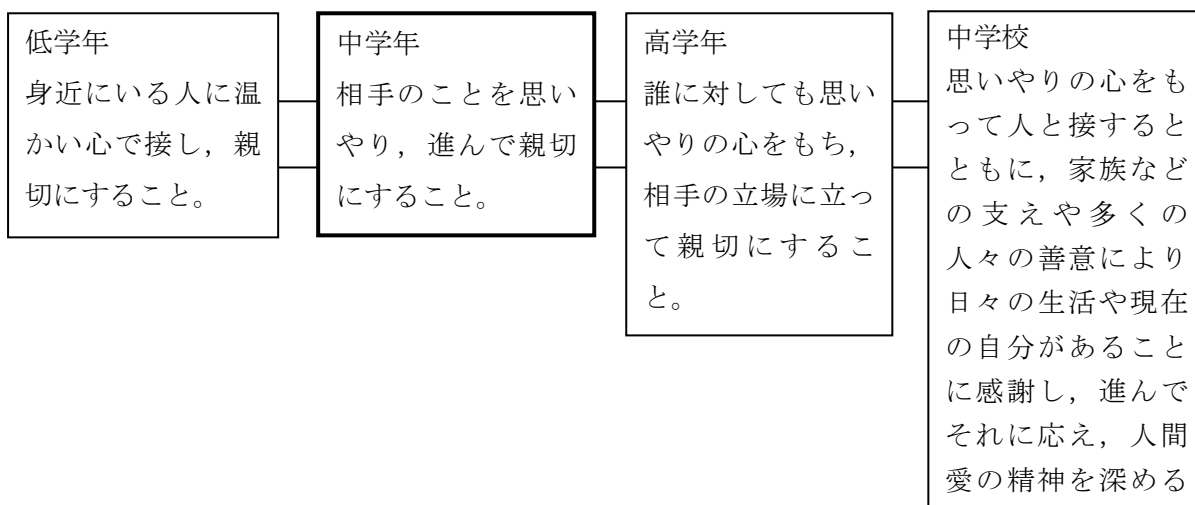 低学年
身近にいる人に温
かい心で接し，親
切にすること。
中学年
相手のことを思い
やり，進んで親切
にすること。
高学年
誰に対しても思い
やりの心をもち，
相手の立場に立っ
て親切にするこ
と。
中学校
思いやりの心をも
って人と接すると
ともに，家族など
の支えや多くの
人々の善意により
日々の生活や現在
の自分があること
に感謝し，進んで
それに応え，人間
愛の精神を深める